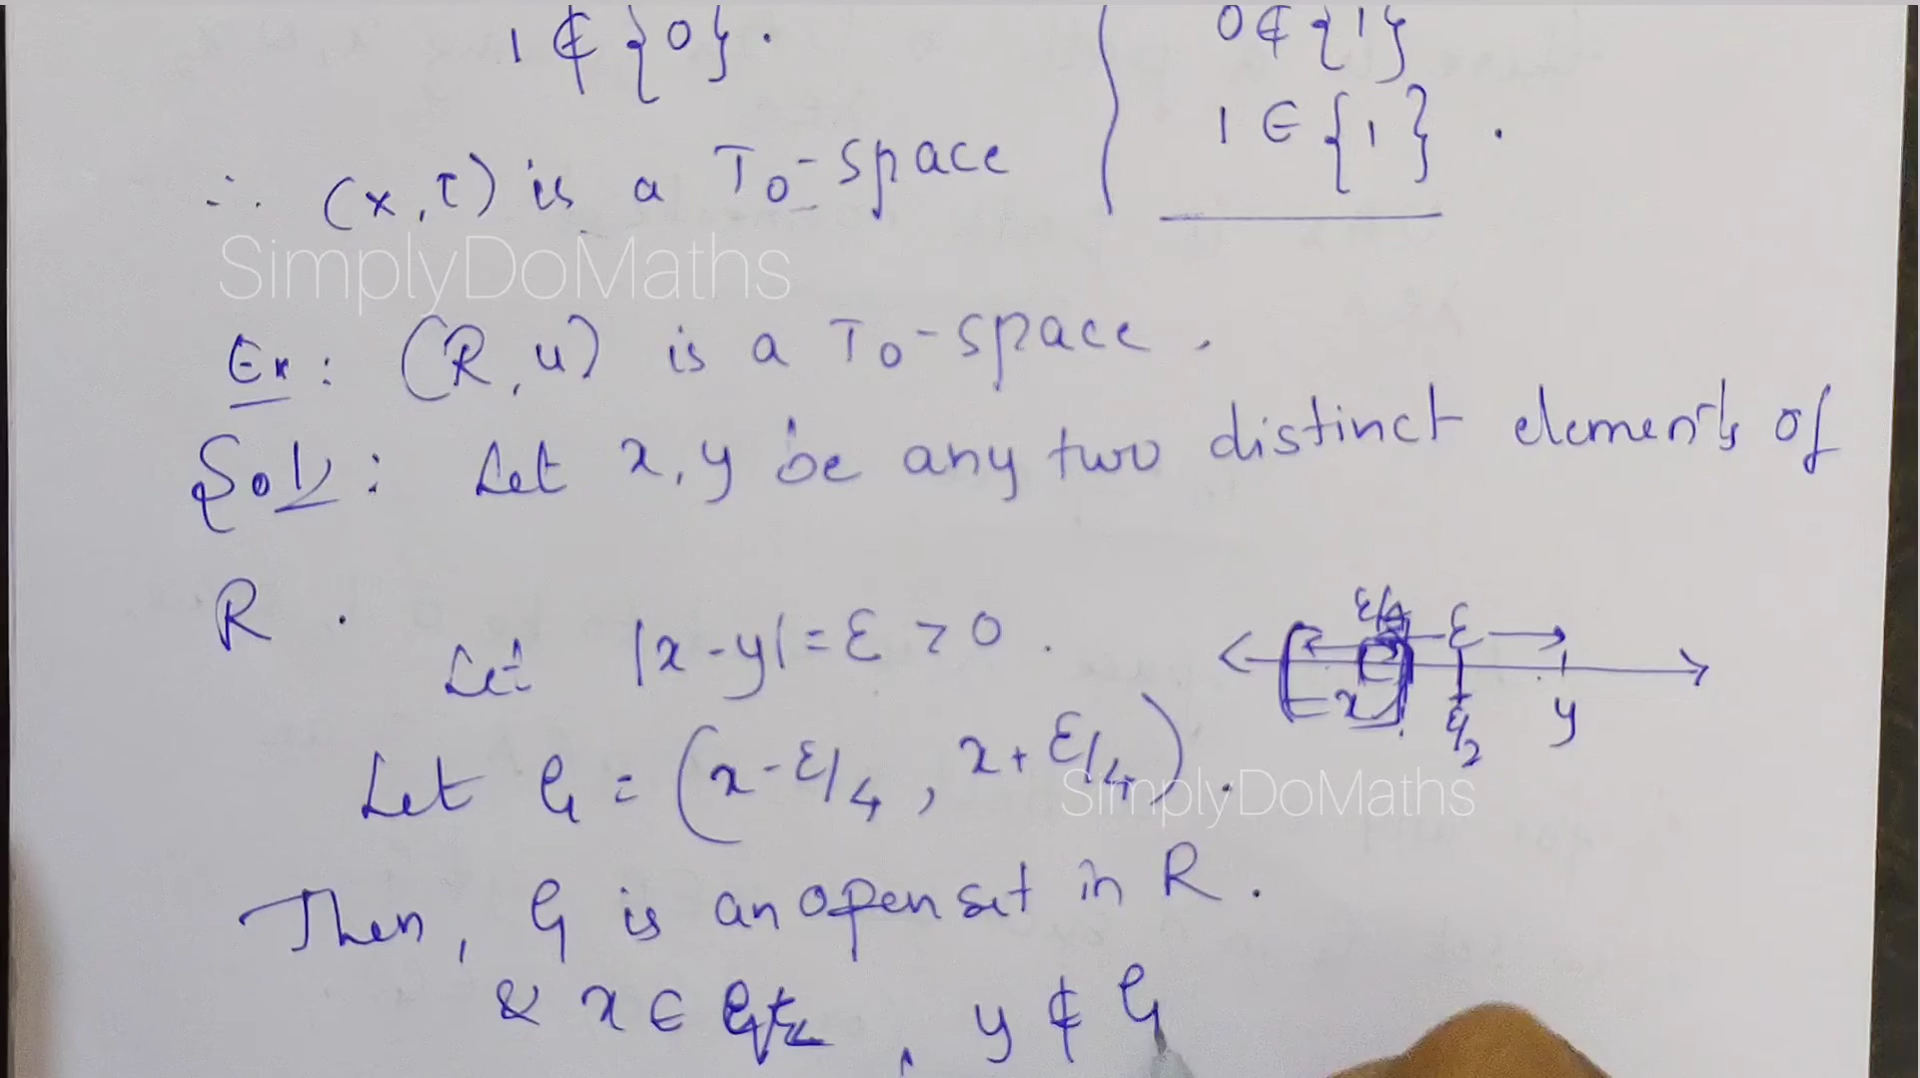 1 ∉ {0}.
0 ∉ {1}
1 ∈ {1}.
∴ (X, τ) is a T₀-space
SimplyDoMaths
Ex: (R, U) is a T₀-space.
Sol: Let x, y be any two distinct elements of
R.
Let |x-y| = ε > 0.
ε/4
ε
x
ε/2
y
Let G = (x-ε/4, x+ε/4).
SimplyDoMaths
Then, G is an open set in R.
& x ∈ G, y ∉ G